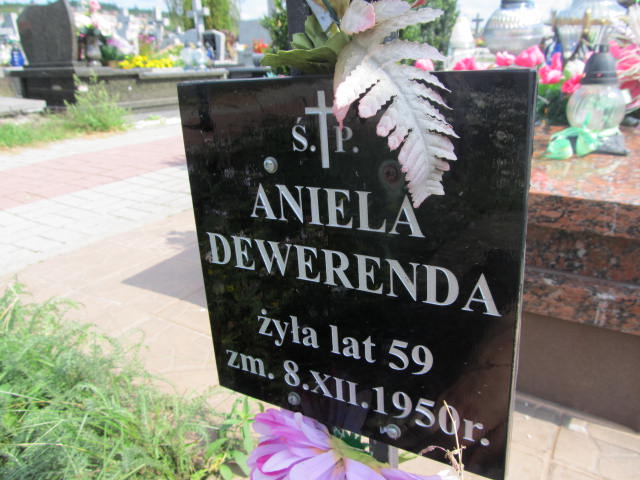 Ś. P.
ANIELA
DEWERENDA
żyła lat 59
zm. 8.XII.1950r.